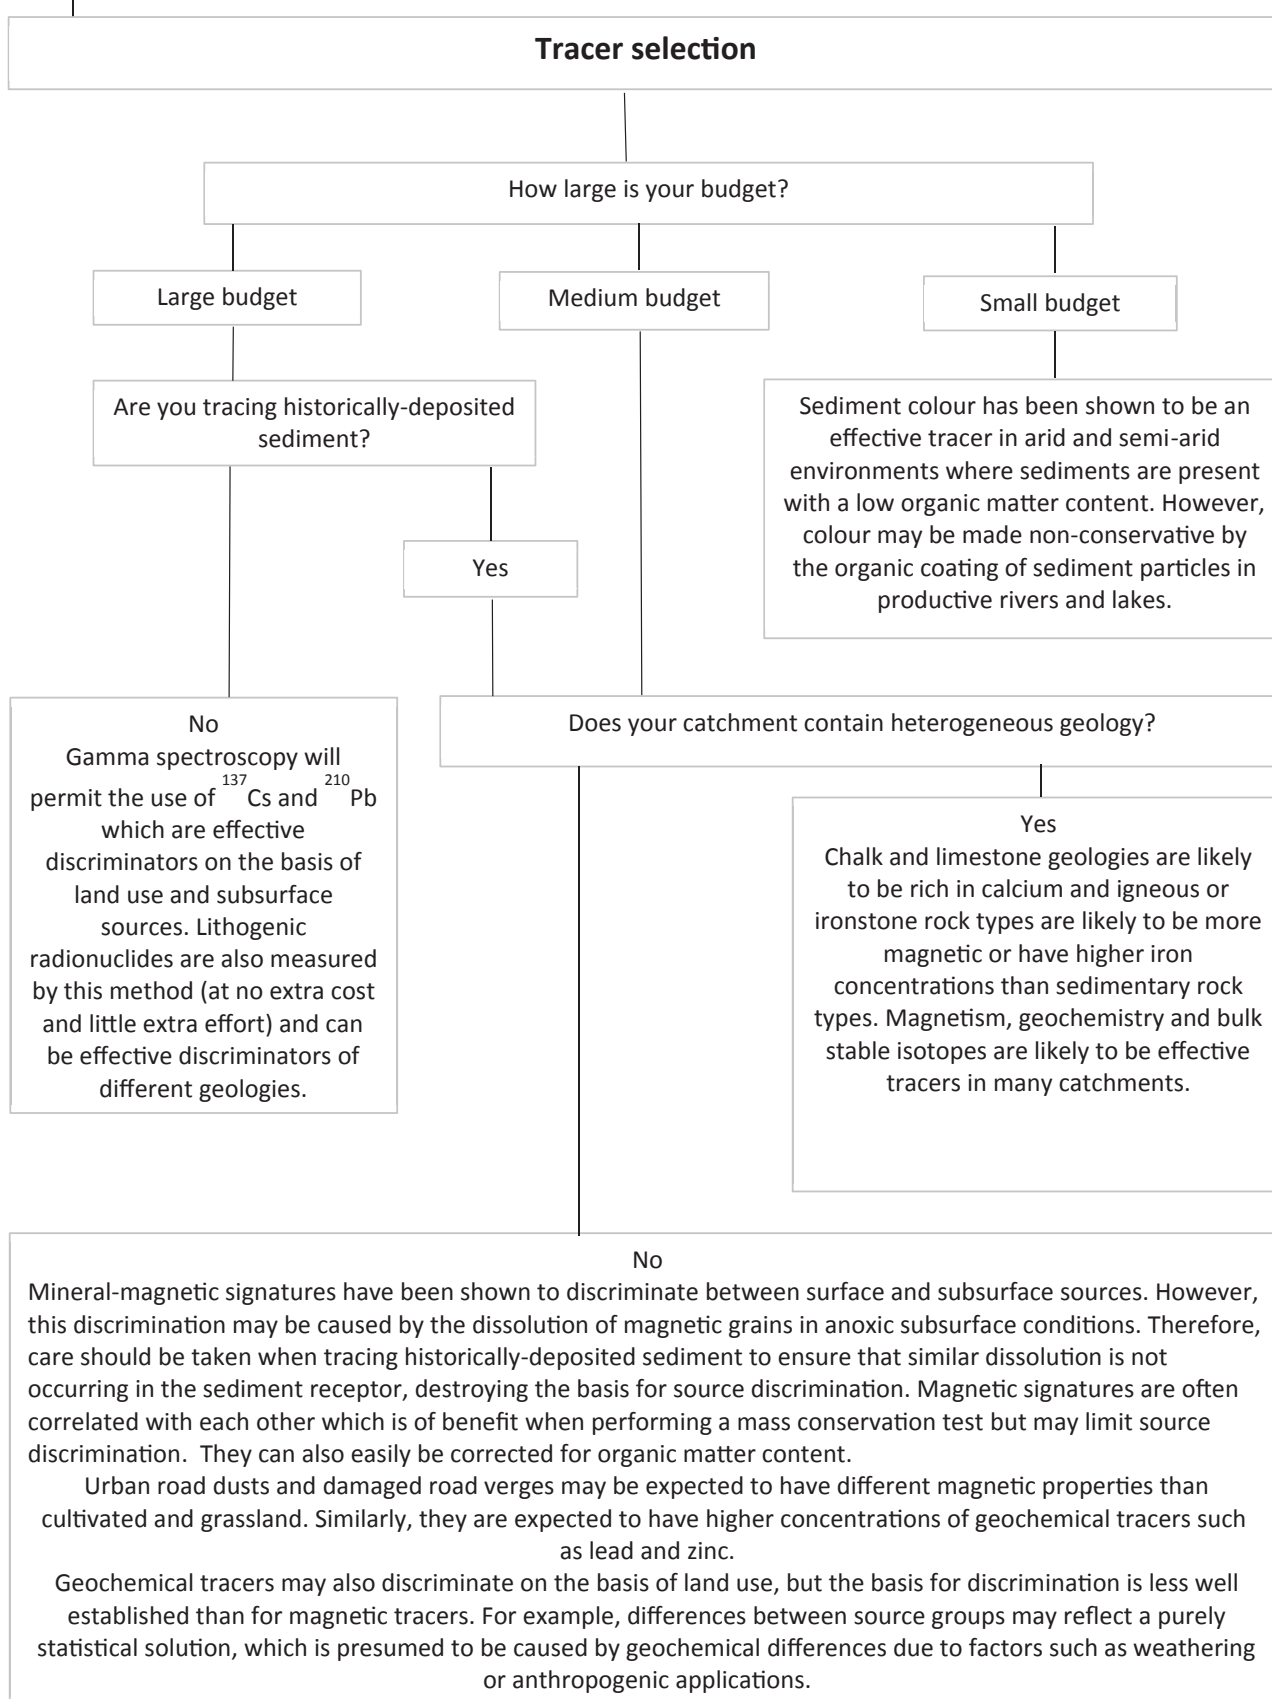 Tracer selection
How large is your budget?
Large budget
Medium budget
Small budget
Are you tracing historically-deposited
sediment?
Sediment colour has been shown to be an
effective tracer in arid and semi-arid
environments where sediments are present
with a low organic matter content. However,
colour may be made non-conservative by
the organic coating of sediment particles in
productive rivers and lakes.
Yes
No
Gamma spectroscopy will
permit the use of ¹³⁷Cs and ²¹⁰Pb
which are effective
discriminators on the basis of
land use and subsurface
sources. Lithogenic
radionuclides are also measured
by this method (at no extra cost
and little extra effort) and can
be effective discriminators of
different geologies.
Does your catchment contain heterogeneous geology?
Yes
Chalk and limestone geologies are likely
to be rich in calcium and igneous or
ironstone rock types are likely to be more
magnetic or have higher iron
concentrations than sedimentary rock
types. Magnetism, geochemistry and bulk
stable isotopes are likely to be effective
tracers in many catchments.
No
Mineral-magnetic signatures have been shown to discriminate between surface and subsurface sources. However,
this discrimination may be caused by the dissolution of magnetic grains in anoxic subsurface conditions. Therefore,
care should be taken when tracing historically-deposited sediment to ensure that similar dissolution is not
occurring in the sediment receptor, destroying the basis for source discrimination. Magnetic signatures are often
correlated with each other which is of benefit when performing a mass conservation test but may limit source
discrimination.  They can also easily be corrected for organic matter content.
Urban road dusts and damaged road verges may be expected to have different magnetic properties than
cultivated and grassland. Similarly, they are expected to have higher concentrations of geochemical tracers such
as lead and zinc.
Geochemical tracers may also discriminate on the basis of land use, but the basis for discrimination is less well
established than for magnetic tracers. For example, differences between source groups may reflect a purely
statistical solution, which is presumed to be caused by geochemical differences due to factors such as weathering
or anthropogenic applications.